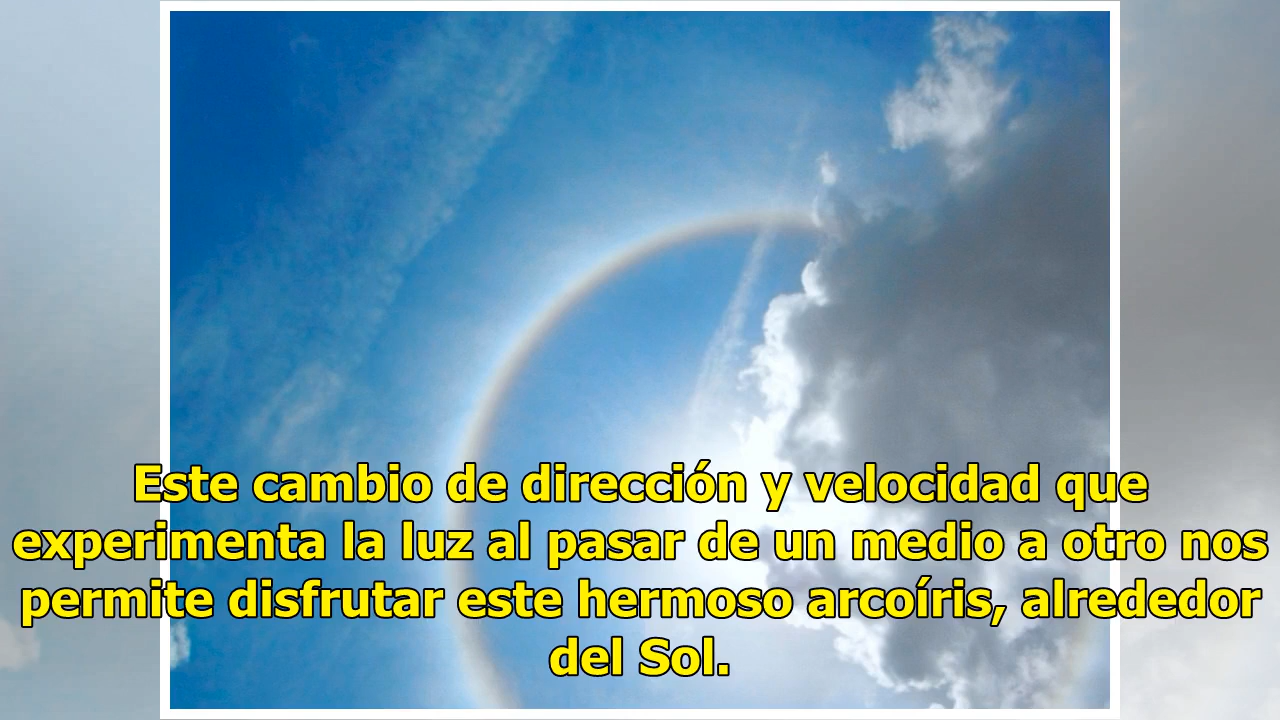 Este cambio de dirección y velocidad que
experimenta la luz al pasar de un medio a otro nos
permite disfrutar este hermoso arcoíris, alrededor
del Sol.